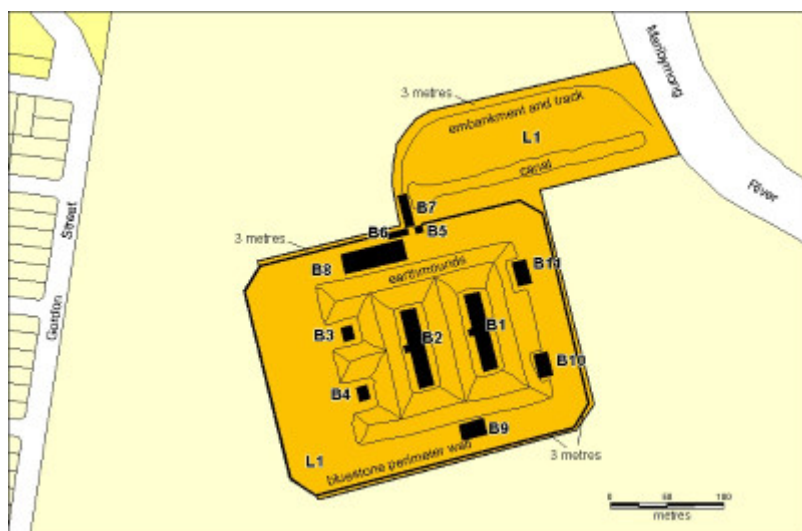 Maribyrnong
River
3 metres
embankment and track
L1
canal
B7
B6
B5
3 metres
B8
earthmounds
B11
B3
B2
B1
B4
B10
B9
L1
bluestone perimeter wall
3 metres
Gordon Street
0 50 100
metres